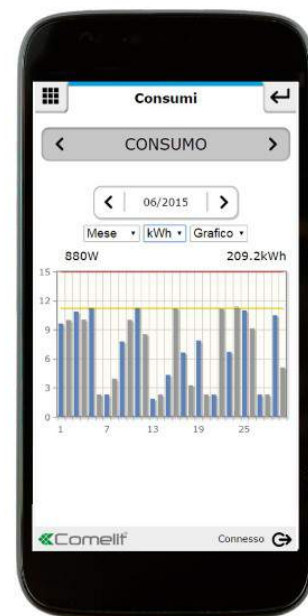 Consumi
CONSUMO
06/2015
Mese kWh Grafico
880W 209.2kWh
15
12
9
6
3
0
1 7 13 19 25
Comelit Connesso